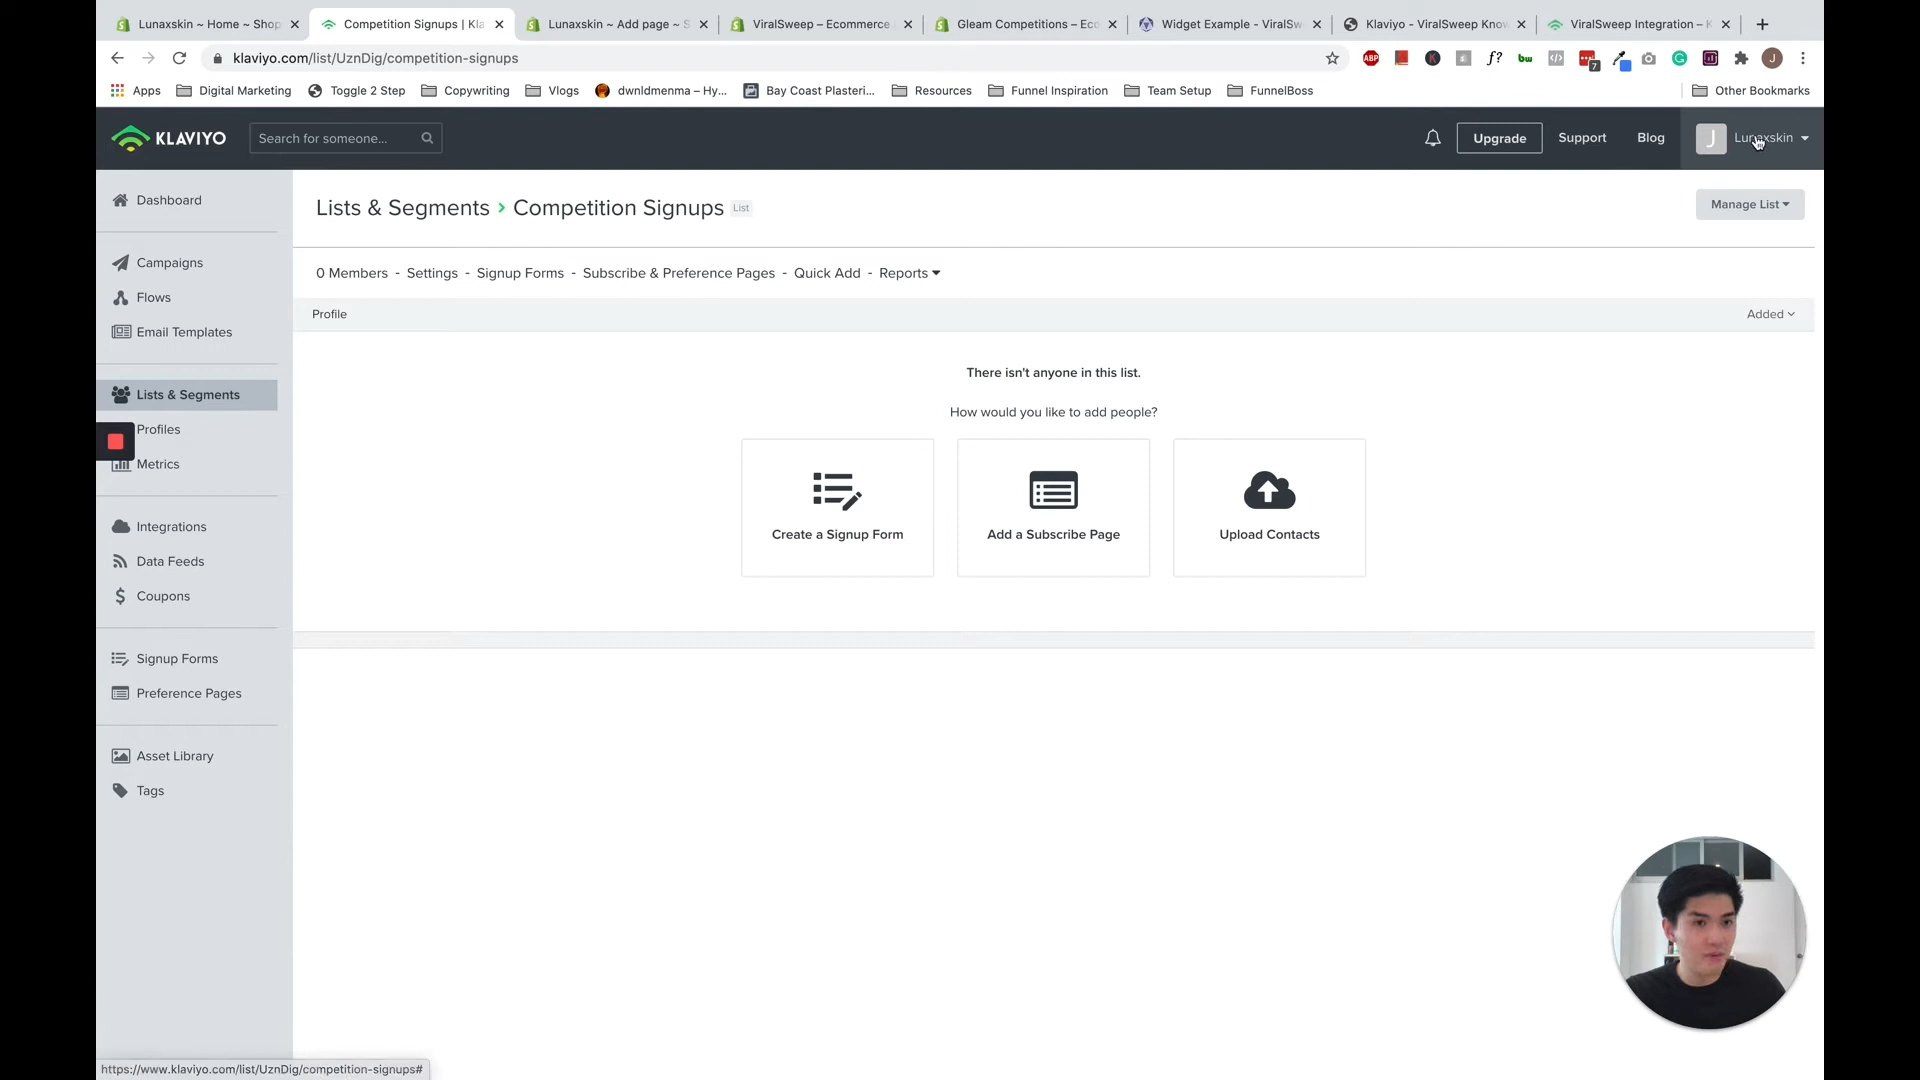 Lunaxskin ~ Home ~ Shop
Competition Signups | Kla
Lunaxskin ~ Add page ~ S
ViralSweep – Ecommerce
Gleam Competitions – Eco
Widget Example - ViralSw
Klaviyo - ViralSweep Know
ViralSweep Integration – K
klaviyo.com/list/UznDig/competition-signups
ABP
f?
bw
7
J
Apps
Digital Marketing
Toggle 2 Step
Copywriting
Vlogs
dwnldmenma – Hy...
Bay Coast Plasteri...
Resources
Funnel Inspiration
Team Setup
FunnelBoss
Other Bookmarks
KLAVIYO
Search for someone...
Upgrade
Support
Blog
J
Lunaxskin
Dashboard
Campaigns
Flows
Email Templates
Lists & Segments
Profiles
Metrics
Integrations
Data Feeds
Coupons
Signup Forms
Preference Pages
Asset Library
Tags
Lists & Segments › Competition Signups List
Manage List
0 Members - Settings - Signup Forms - Subscribe & Preference Pages - Quick Add - Reports
Profile
Added
There isn't anyone in this list.
How would you like to add people?
Create a Signup Form
Add a Subscribe Page
Upload Contacts
https://www.klaviyo.com/list/UznDig/competition-signups#